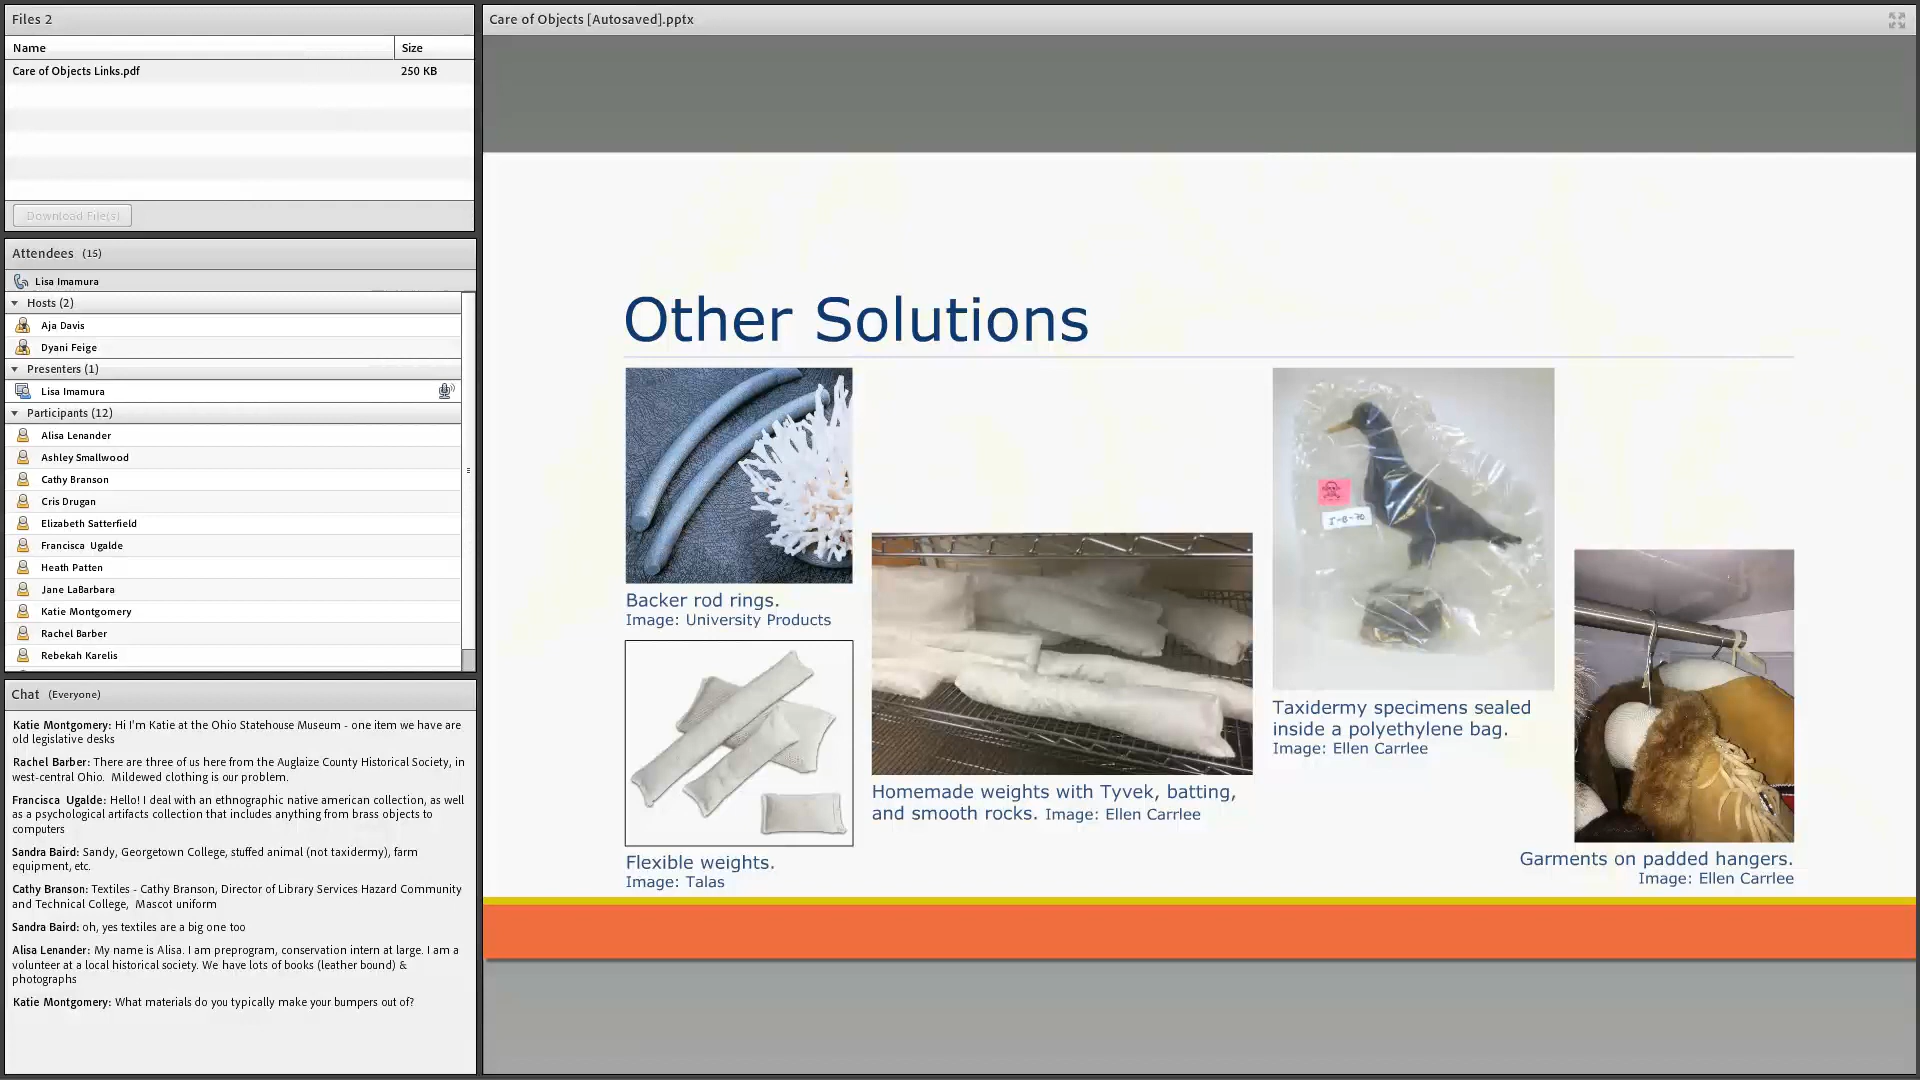 Files 2
Name
Size
Care of Objects Links.pdf
250 KB
Download File(s)
Attendees (15)
Lisa Imamura
Hosts (2)
Aja Davis
Dyani Feige
Presenters (1)
Lisa Imamura
Participants (12)
Alisa Lenander
Ashley Smallwood
Cathy Branson
Cris Drugan
Elizabeth Satterfield
Francisca Ugalde
Heath Patten
Jane LaBarbara
Katie Montgomery
Rachel Barber
Rebekah Karelis
Chat (Everyone)
Katie Montgomery: Hi I'm Katie at the Ohio Statehouse Museum - one item we have are
old legislative desks
Rachel Barber: There are three of us here from the Auglaize County Historical Society, in
west-central Ohio. Mildewed clothing is our problem.
Francisca Ugalde: Hello! I deal with an ethnographic native american collection, as well
as a psychological artifacts collection that includes anything from brass objects to
computers
Sandra Baird: Sandy, Georgetown College, stuffed animal (not taxidermy), farm
equipment, etc.
Cathy Branson: Textiles - Cathy Branson, Director of Library Services Hazard Community
and Technical College, Mascot uniform
Sandra Baird: oh, yes textiles are a big one too
Alisa Lenander: My name is Alisa. I am preprogram, conservation intern at large. I am a
volunteer at a local historical society. We have lots of books (leather bound) &
photographs
Katie Montgomery: What materials do you typically make your bumpers out of?
Care of Objects [Autosaved].pptx
Other Solutions
Backer rod rings.
Image: University Products
Flexible weights.
Image: Talas
Homemade weights with Tyvek, batting,
and smooth rocks. Image: Ellen Carrlee
I-B-70
Taxidermy specimens sealed
inside a polyethylene bag.
Image: Ellen Carrlee
Garments on padded hangers.
Image: Ellen Carrlee